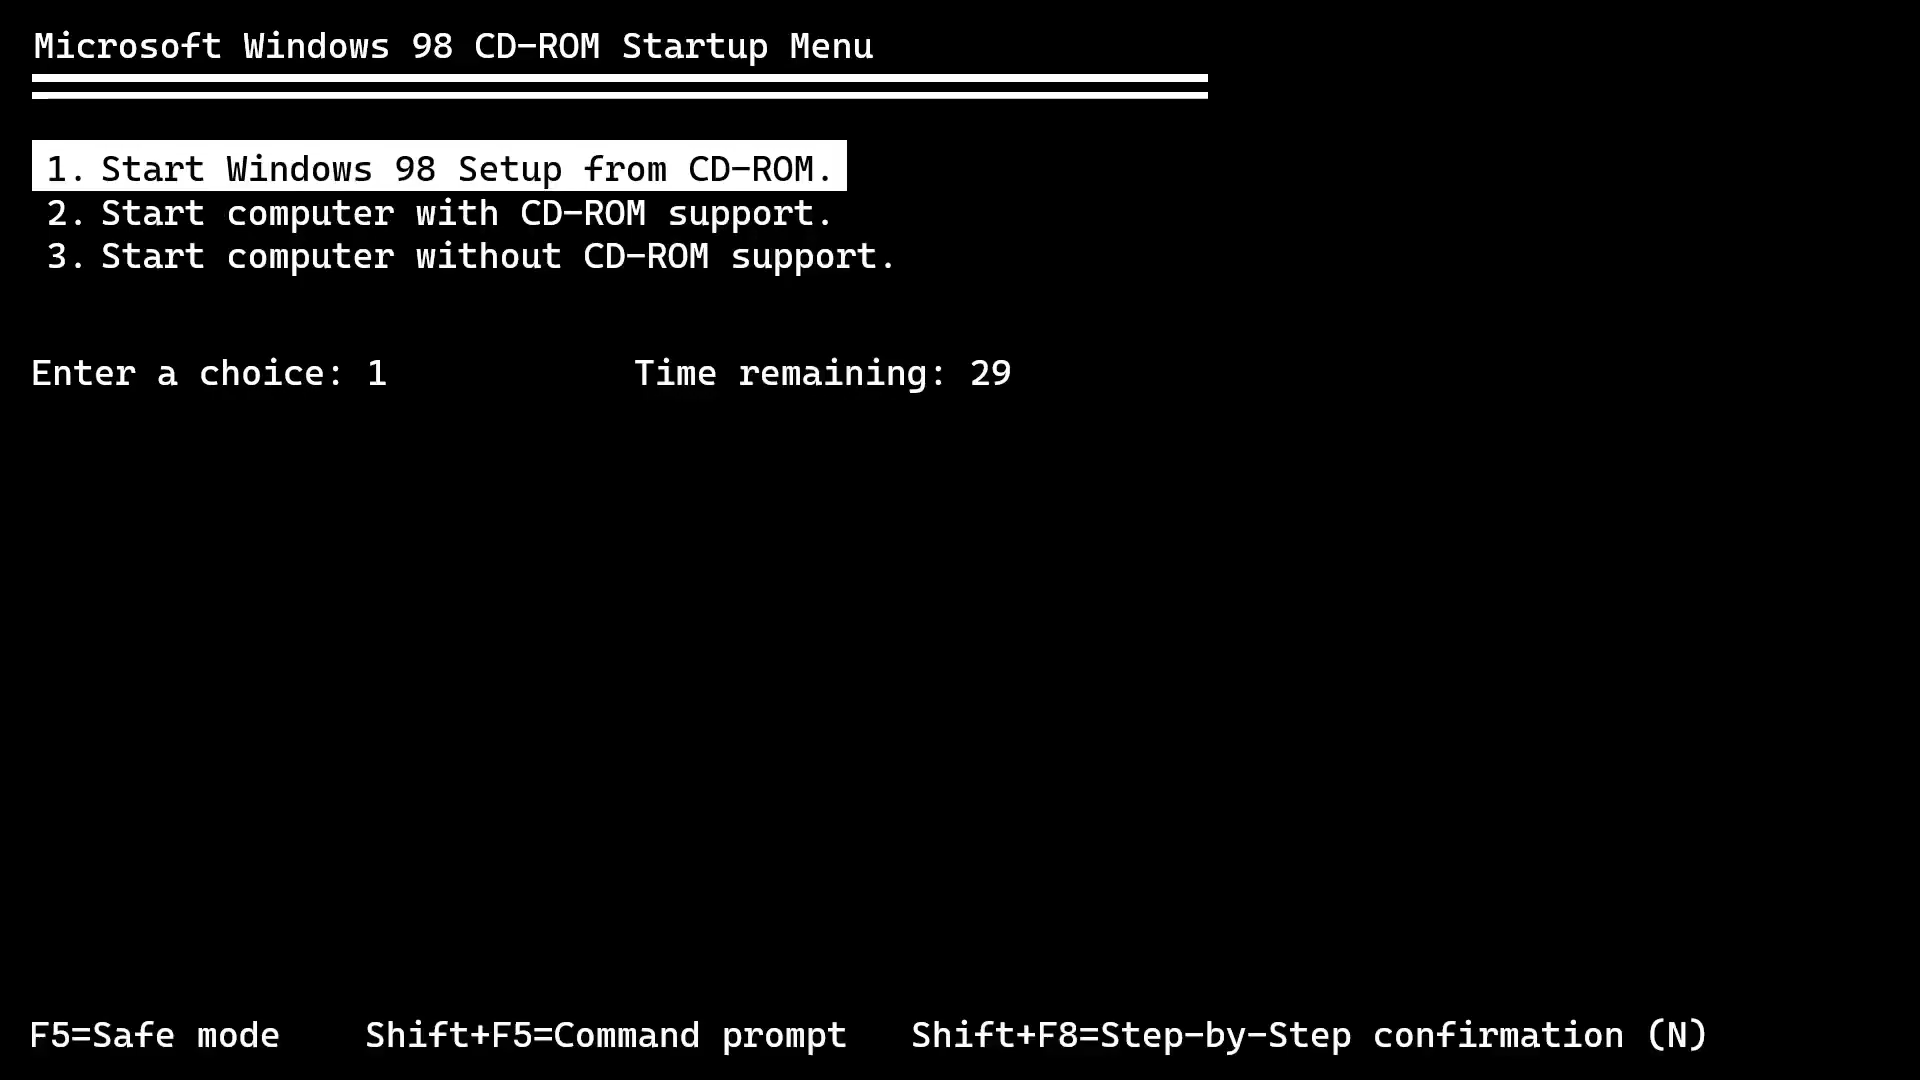 Microsoft Windows 98 CD-ROM Startup Menu
1. Start Windows 98 Setup from CD-ROM.
2. Start computer with CD-ROM support.
3. Start computer without CD-ROM support.
Enter a choice: 1 Time remaining: 29
F5=Safe mode Shift+F5=Command prompt Shift+F8=Step-by-Step confirmation (N)